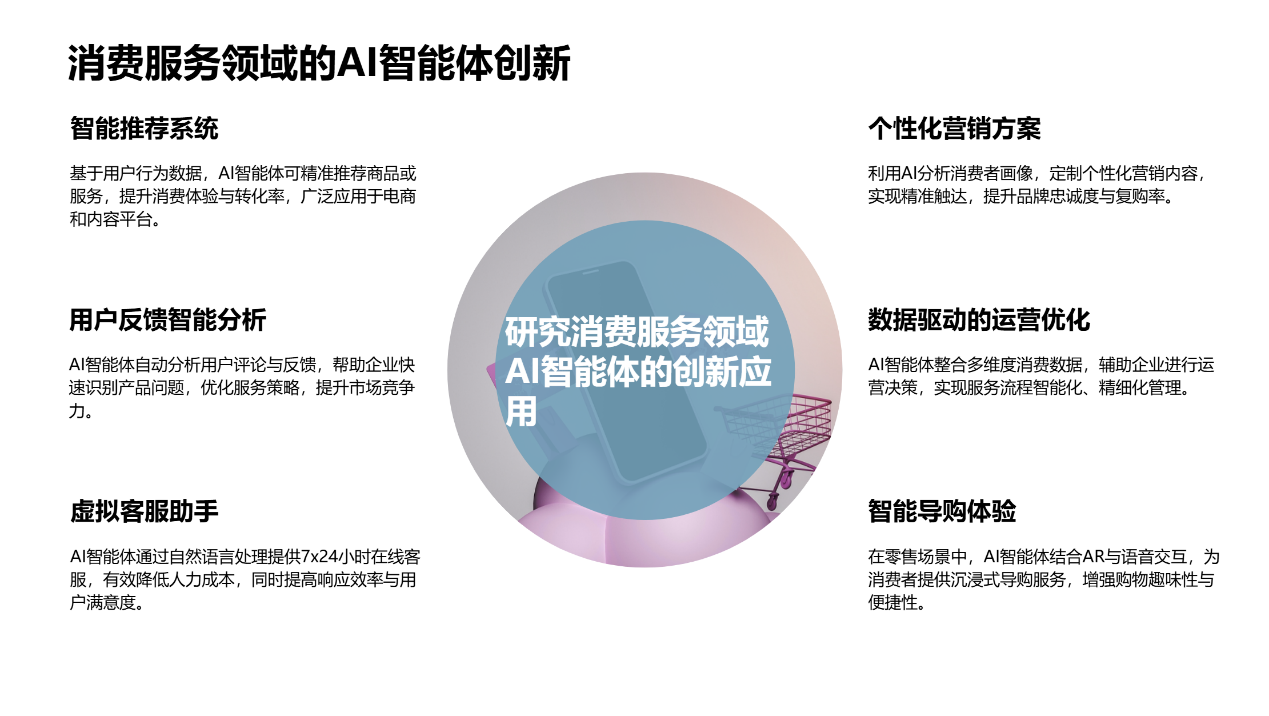 消费服务领域的AI智能体创新
智能推荐系统
基于用户行为数据，AI智能体可精准推荐商品或
服务，提升消费体验与转化率，广泛应用于电商
和内容平台。
用户反馈智能分析
AI智能体自动分析用户评论与反馈，帮助企业快
速识别产品问题，优化服务策略，提升市场竞争
力。
虚拟客服助手
AI智能体通过自然语言处理提供7x24小时在线客
服，有效降低人力成本，同时提高响应效率与用
户满意度。
研究消费服务领域
AI智能体的创新应
用
个性化营销方案
利用AI分析消费者画像，定制个性化营销内容，
实现精准触达，提升品牌忠诚度与复购率。
数据驱动的运营优化
AI智能体整合多维度消费数据，辅助企业进行运
营决策，实现服务流程智能化、精细化管理。
智能导购体验
在零售场景中，AI智能体结合AR与语音交互，为
消费者提供沉浸式导购服务，增强购物趣味性与
便捷性。